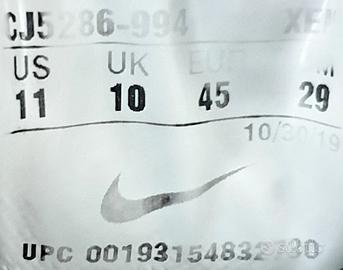 CJ5286-994
US UK EUR
11 10 45 29
10/30/19
UPC 00193154832